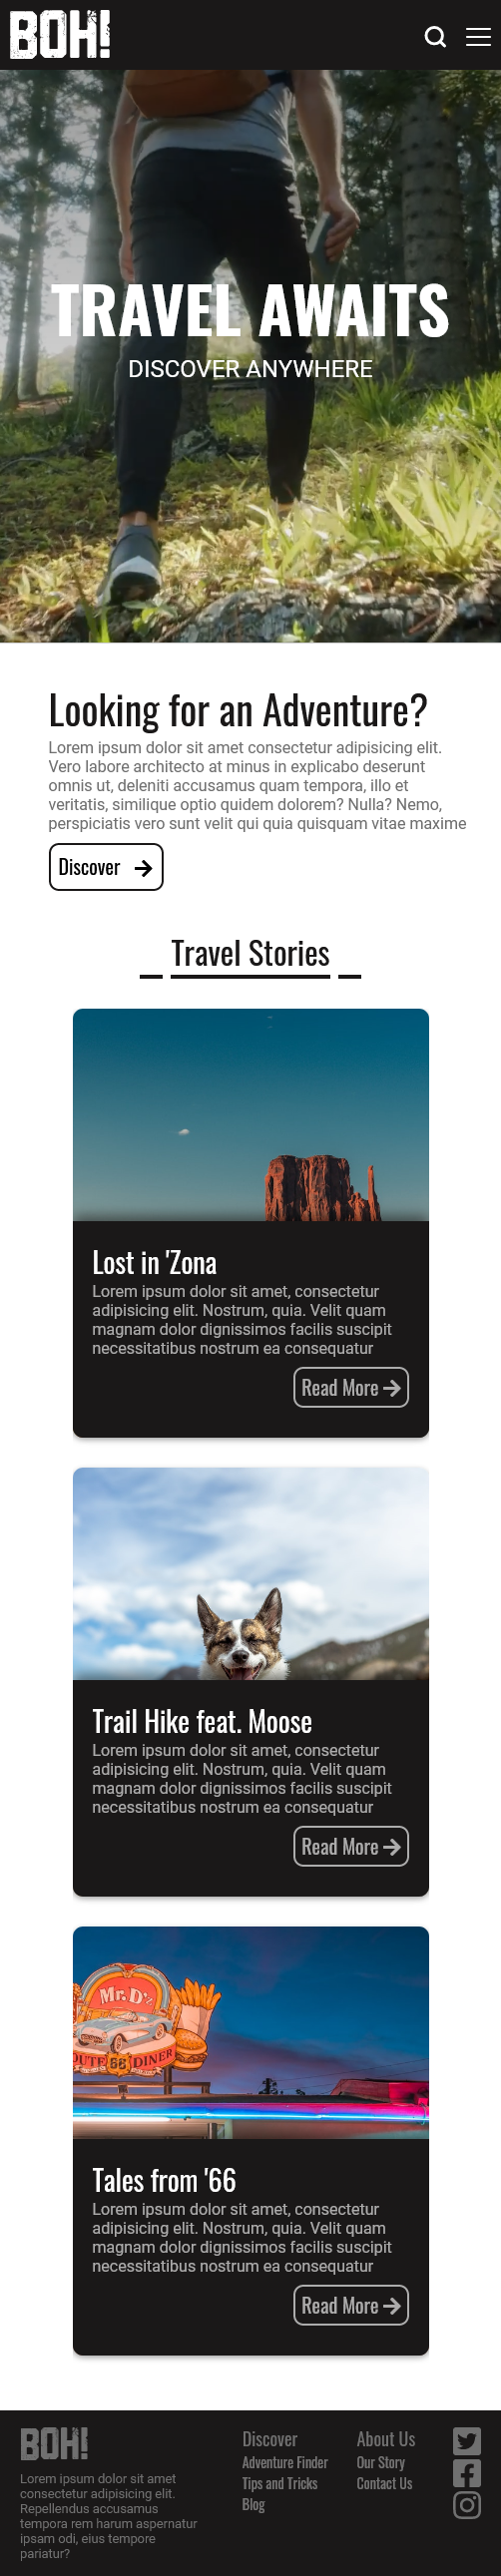 BOH!
TRAVEL AWAITS
DISCOVER ANYWHERE
Looking for an Adventure?
Lorem ipsum dolor sit amet consectetur adipisicing elit.
Vero labore architecto at minus in explicabo deserunt
omnis ut, deleniti accusamus quam tempora, illo et
veritatis, similique optio quidem dolorem? Nulla? Nemo,
perspiciatis vero sunt velit qui quia quisquam vitae maxime
Discover
Travel Stories
Lost in 'Zona
Lorem ipsum dolor sit amet, consectetur
adipisicing elit. Nostrum, quia. Velit quam
magnam dolor dignissimos facilis suscipit
necessitatibus nostrum ea consequatur
Read More
Trail Hike feat. Moose
Lorem ipsum dolor sit amet, consectetur
adipisicing elit. Nostrum, quia. Velit quam
magnam dolor dignissimos facilis suscipit
necessitatibus nostrum ea consequatur
Read More
Mr. D'z
OUTE 66 DINER
Tales from '66
Lorem ipsum dolor sit amet, consectetur
adipisicing elit. Nostrum, quia. Velit quam
magnam dolor dignissimos facilis suscipit
necessitatibus nostrum ea consequatur
Read More
BOH!
Lorem ipsum dolor sit amet
consectetur adipisicing elit.
Repellendus accusamus
tempora rem harum aspernatur
ipsam odi, eius tempore
pariatur?
Discover
Adventure Finder
Tips and Tricks
Blog
About Us
Our Story
Contact Us